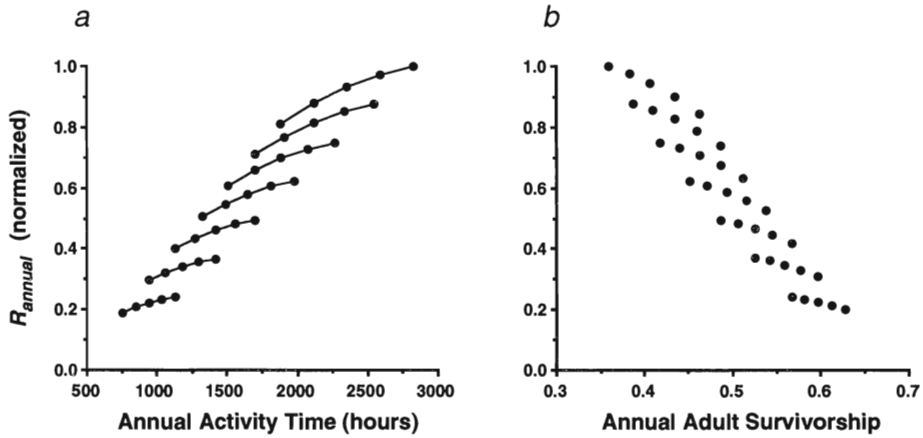 a
b
R annual (normalized)
1.0
0.8
0.6
0.4
0.2
0.0
500 1000 1500 2000 2500 3000
Annual Activity Time (hours)
1.0
0.8
0.6
0.4
0.2
0.0
0.3 0.4 0.5 0.6 0.7
Annual Adult Survivorship